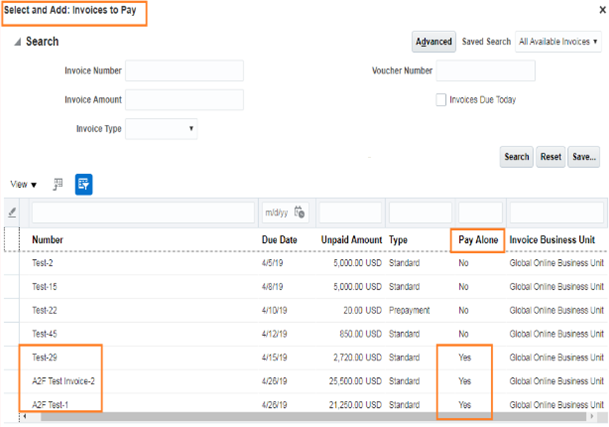 Select and Add: Invoices to Pay
Search
Advanced Saved Search All Available Invoices
Invoice Number Voucher Number
Invoice Amount Invoices Due Today
Invoice Type
Search Reset Save...
View
m/d/yy
Number Due Date Unpaid Amount Type Pay Alone Invoice Business Unit
Test-2 4/5/19 5,000.00 USD Standard No Global Online Business Unit
Test-15 4/8/19 5,000.00 USD Standard No Global Online Business Unit
Test-22 4/10/19 20.00 USD Prepayment No Global Online Business Unit
Test-45 4/12/19 850.00 USD Standard No Global Online Business Unit
Test-29 4/15/19 2,720.00 USD Standard Yes Global Online Business Unit
A2F Test Invoice-2 4/26/19 25,500.00 USD Standard Yes Global Online Business Unit
A2F Test-1 4/26/19 21,250.00 USD Standard Yes Global Online Business Unit